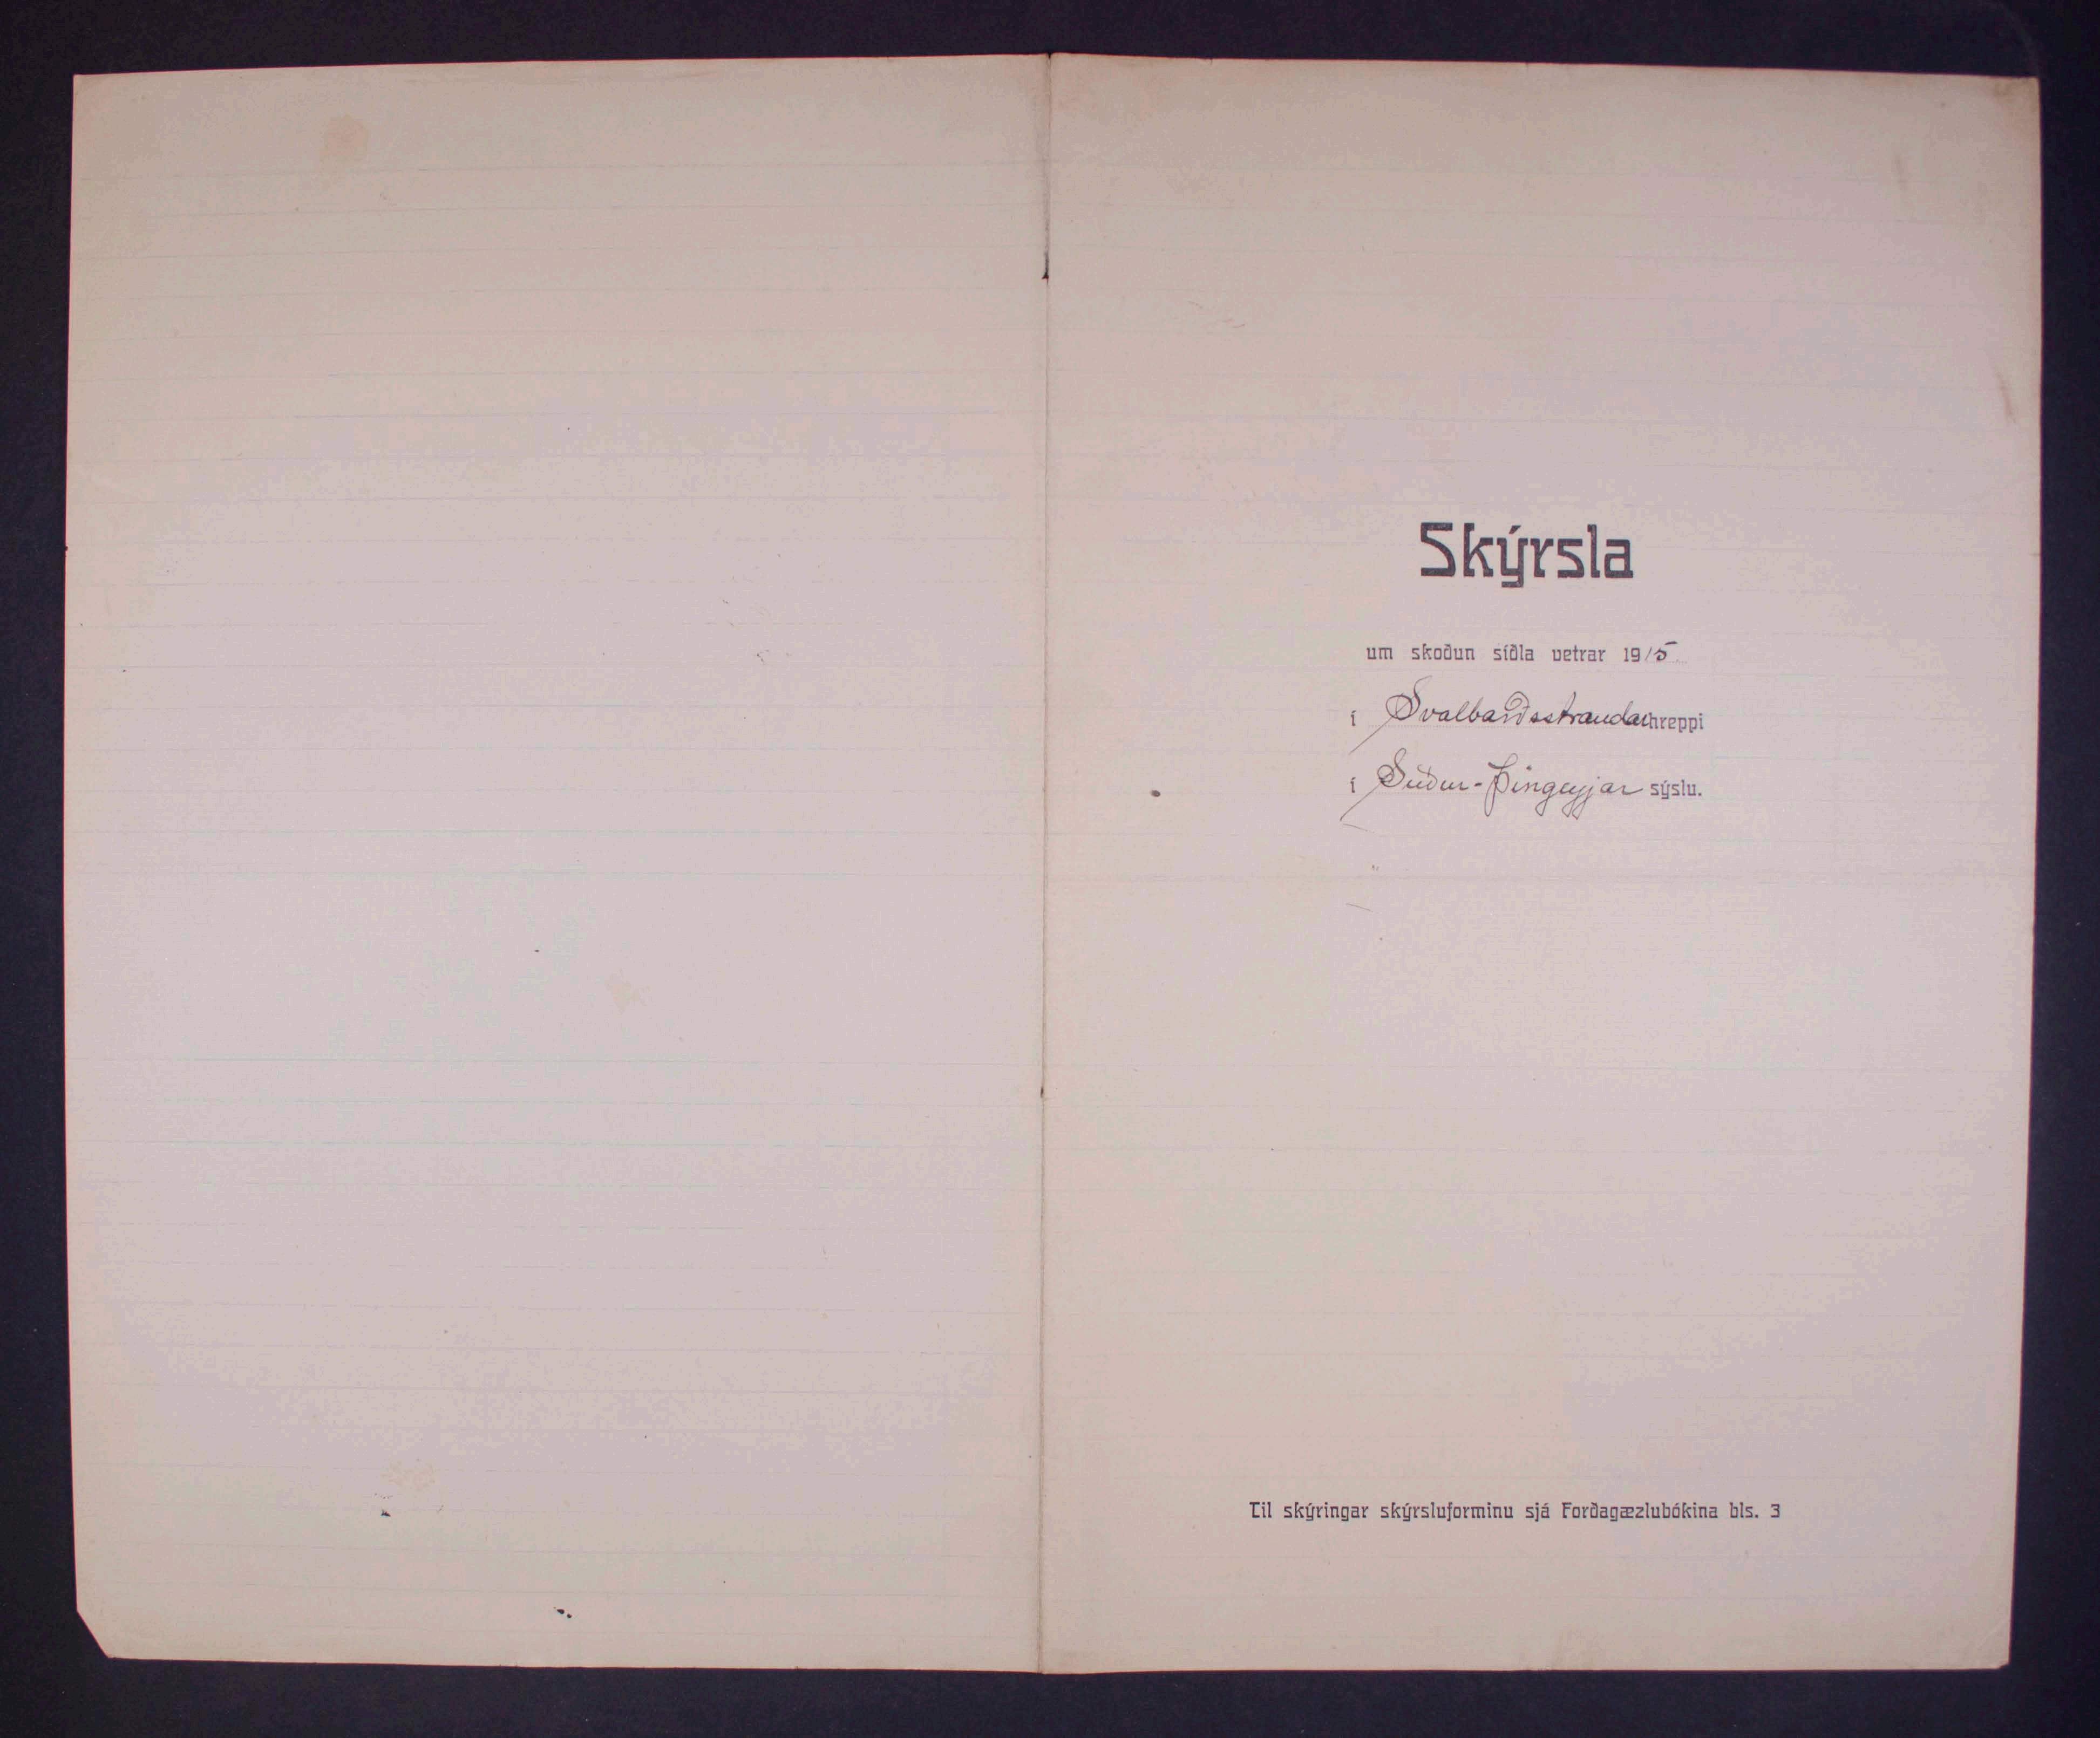 Skýrsla
um skoðun síðla vetrar 1915
í Svalbarðsstrandarhreppi
í Suður-Þingeyjar sýslu.
Til skýringar skýrsluforminu sjá Forðagæzlubókina bls. 3